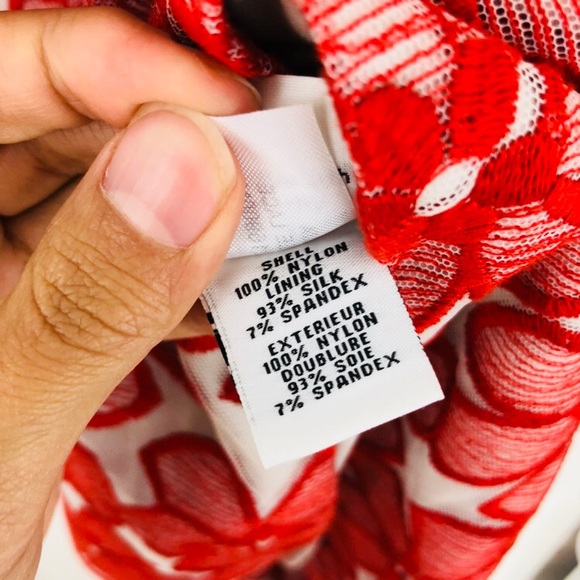 SHELL
100% NYLON
LINING
93% SILK
7% SPANDEX
EXTERIEUR
100% NYLON
DOUBLURE
93% SOIE
7% SPANDEX